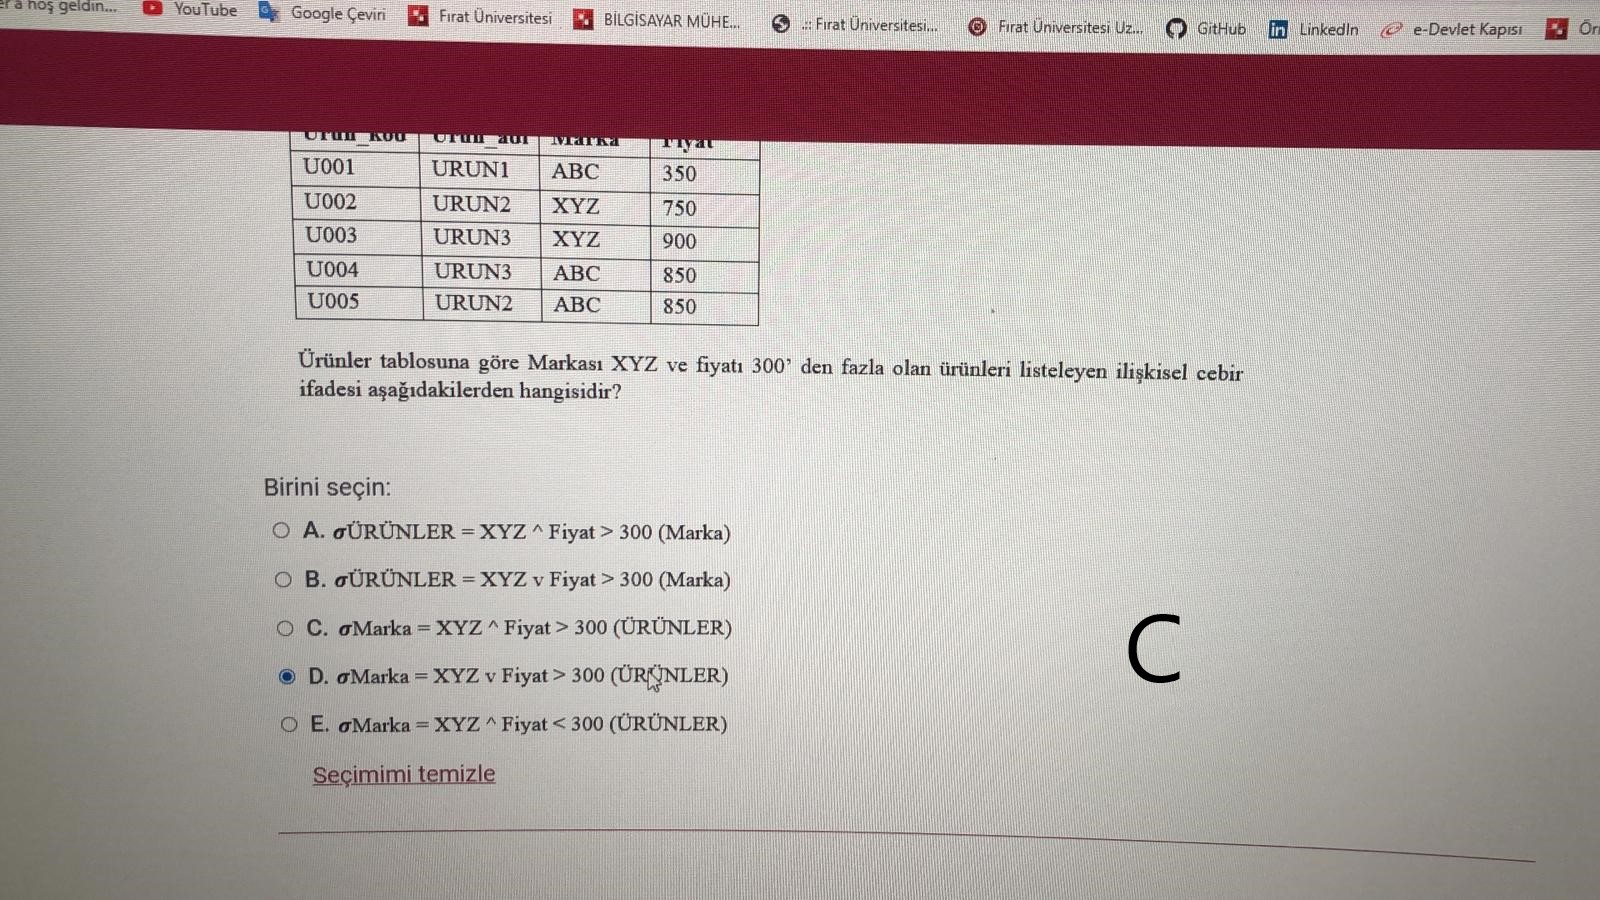 er'a hoş geldin... YouTube Google Çeviri Fırat Üniversitesi BİLGİSAYAR MÜHE... .:: Fırat Üniversitesi... Fırat Üniversitesi Uz... GitHub in LinkedIn e-Devlet Kapısı Ör
Urun_kod Urun_adi Marka Fiyat
U001 URUN1 ABC 350
U002 URUN2 XYZ 750
U003 URUN3 XYZ 900
U004 URUN3 ABC 850
U005 URUN2 ABC 850
Ürünler tablosuna göre Markası XYZ ve fiyatı 300’ den fazla olan ürünleri listeleyen ilişkisel cebir
ifadesi aşağıdakilerden hangisidir?
Birini seçin:
A. σÜRÜNLER = XYZ ^ Fiyat > 300 (Marka)
B. σÜRÜNLER = XYZ v Fiyat > 300 (Marka)
C. σMarka = XYZ ^ Fiyat > 300 (ÜRÜNLER)
D. σMarka = XYZ v Fiyat > 300 (ÜRÜNLER)
E. σMarka = XYZ ^ Fiyat < 300 (ÜRÜNLER)
C
Seçimimi temizle